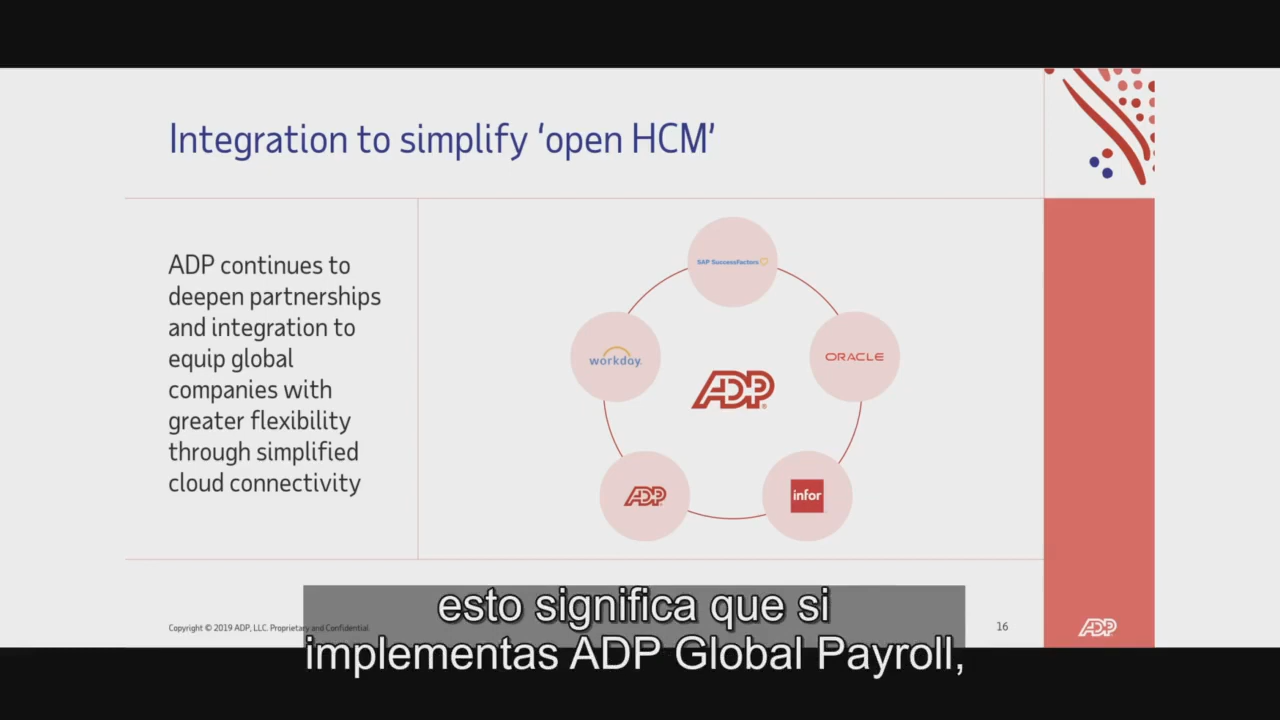 Integration to simplify ‘open HCM’
ADP continues to
deepen partnerships
and integration to
equip global
companies with
greater flexibility
through simplified
cloud connectivity
SAP SuccessFactors
workday.
ORACLE
ADP
ADP
infor
esto significa que si
implementas ADP Global Payroll,
Copyright © 2019 ADP, LLC. Proprietary and Confidential
16
ADP